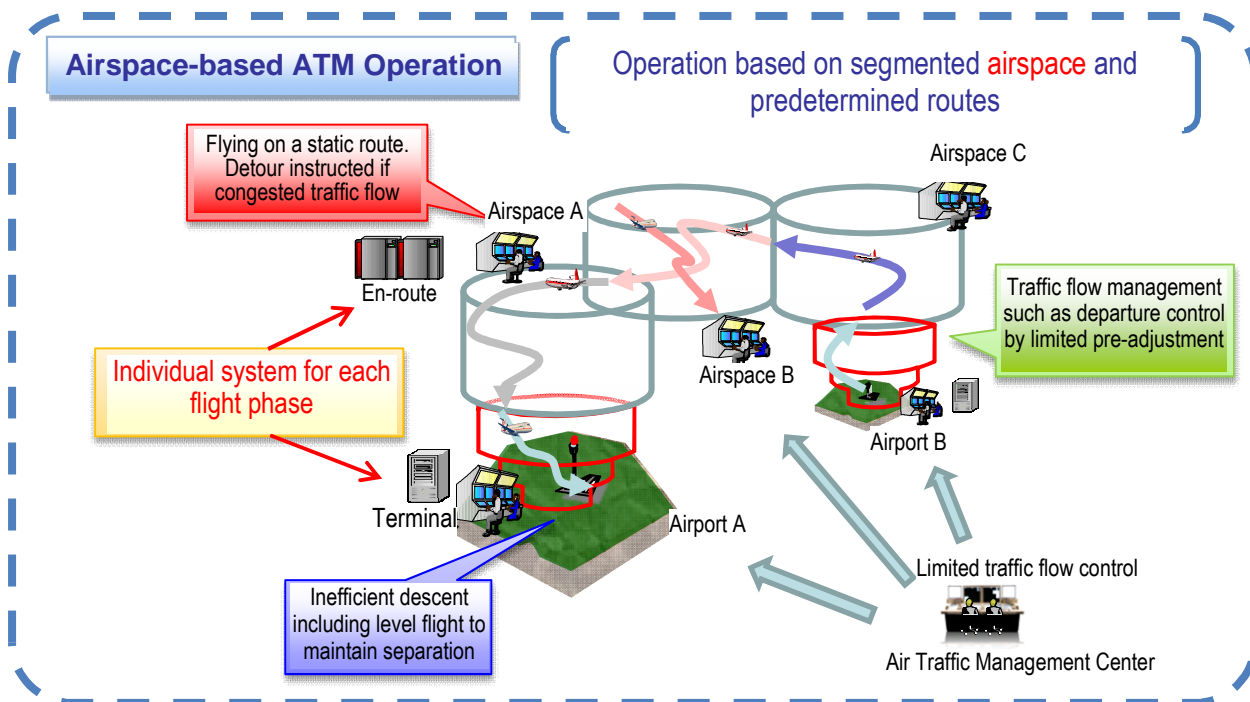 Airspace-based ATM Operation
Operation based on segmented airspace and
predetermined routes
Flying on a static route.
Detour instructed if
congested traffic flow
Airspace C
Airspace A
En-route
Traffic flow management
such as departure control
by limited pre-adjustment
Individual system for each
flight phase
Airspace B
Airport B
Terminal
Airport A
Inefficient descent
including level flight to
maintain separation
Limited traffic flow control
Air Traffic Management Center